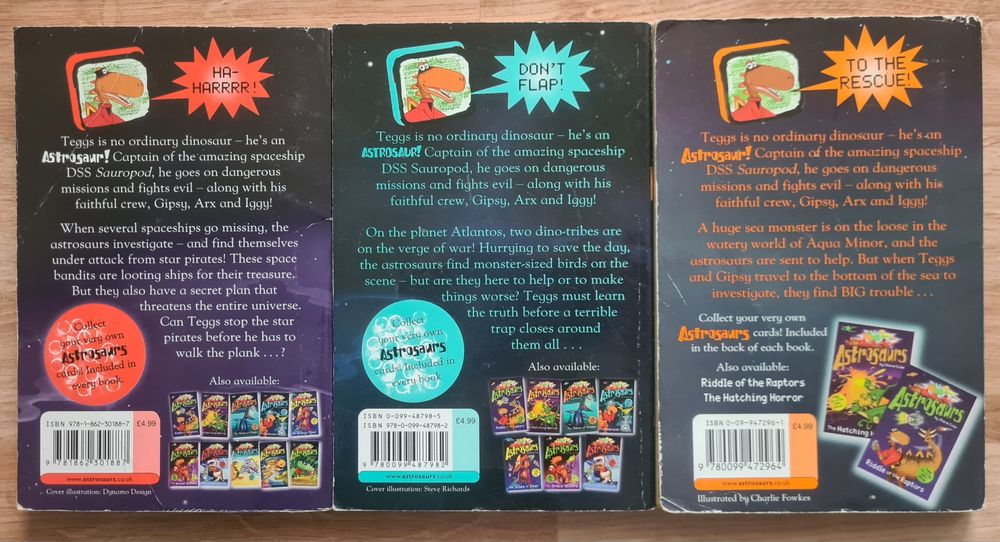 HA-
HARRRR!
Teggs is no ordinary dinosaur – he's an
Astrosaur! Captain of the amazing spaceship
DSS Sauropod, he goes on dangerous
missions and fights evil – along with his
faithful crew, Gipsy, Arx and Iggy!
When several spaceships go missing, the
astrosaurs investigate – and find themselves
under attack from star pirates! These space
bandits are looting ships for their treasure.
But they also have a secret plan that
threatens the entire universe.
Can Teggs stop the star
pirates before he has to
walk the plank . . . ?
Collect
your very own
Astrosaurs
cards! Included in
every book.
Also available:
ISBN 978-1-862-30188-7
£4.99
9 781862 301887
www.astrosaurs.co.uk
Cover illustration: Dynamo Design
DON'T
FLAP!
Teggs is no ordinary dinosaur – he's an
ASTROSAUR! Captain of the amazing spaceship
DSS Sauropod, he goes on dangerous
missions and fights evil – along with his
faithful crew, Gipsy, Arx and Iggy!
On the planet Atlantos, two dino-tribes are
on the verge of war! Hurrying to save the day,
the astrosaurs find monster-sized birds on the
scene – but are they here to help or to make
things worse? Teggs must learn
the truth before a terrible
trap closes around
them all . . .
Collect
your very own
Astrosaurs
cards! Included in
every book.
Also available:
ISBN 0-099-48798-5
ISBN 978-0-099-48798-2
£4.99
9 780099 487982
www.astrosaurs.co.uk
Cover illustration: Steve Richards
TO THE
RESCUE!
Teggs is no ordinary dinosaur – he's an
Astrosaur! Captain of the amazing spaceship
DSS Sauropod, he goes on dangerous
missions and fights evil – along with his
faithful crew, Gipsy, Arx and Iggy!
A huge sea monster is on the loose in the
watery world of Aqua Minor, and the
astrosaurs are sent to help. But when Teggs
and Gipsy travel to the bottom of the sea to
investigate, they find BIG trouble . . .
Collect your very own
Astrosaurs cards! Included
in the back of each book.
Also available:
Riddle of the Raptors
The Hatching Horror
Astrosaurs
The Hatching
Astrosaurs
Riddle of the Raptors
ISBN 0-09-947296-1
£4.99
9 780099 472964
www.astrosaurs.co.uk
Illustrated by Charlie Fowkes